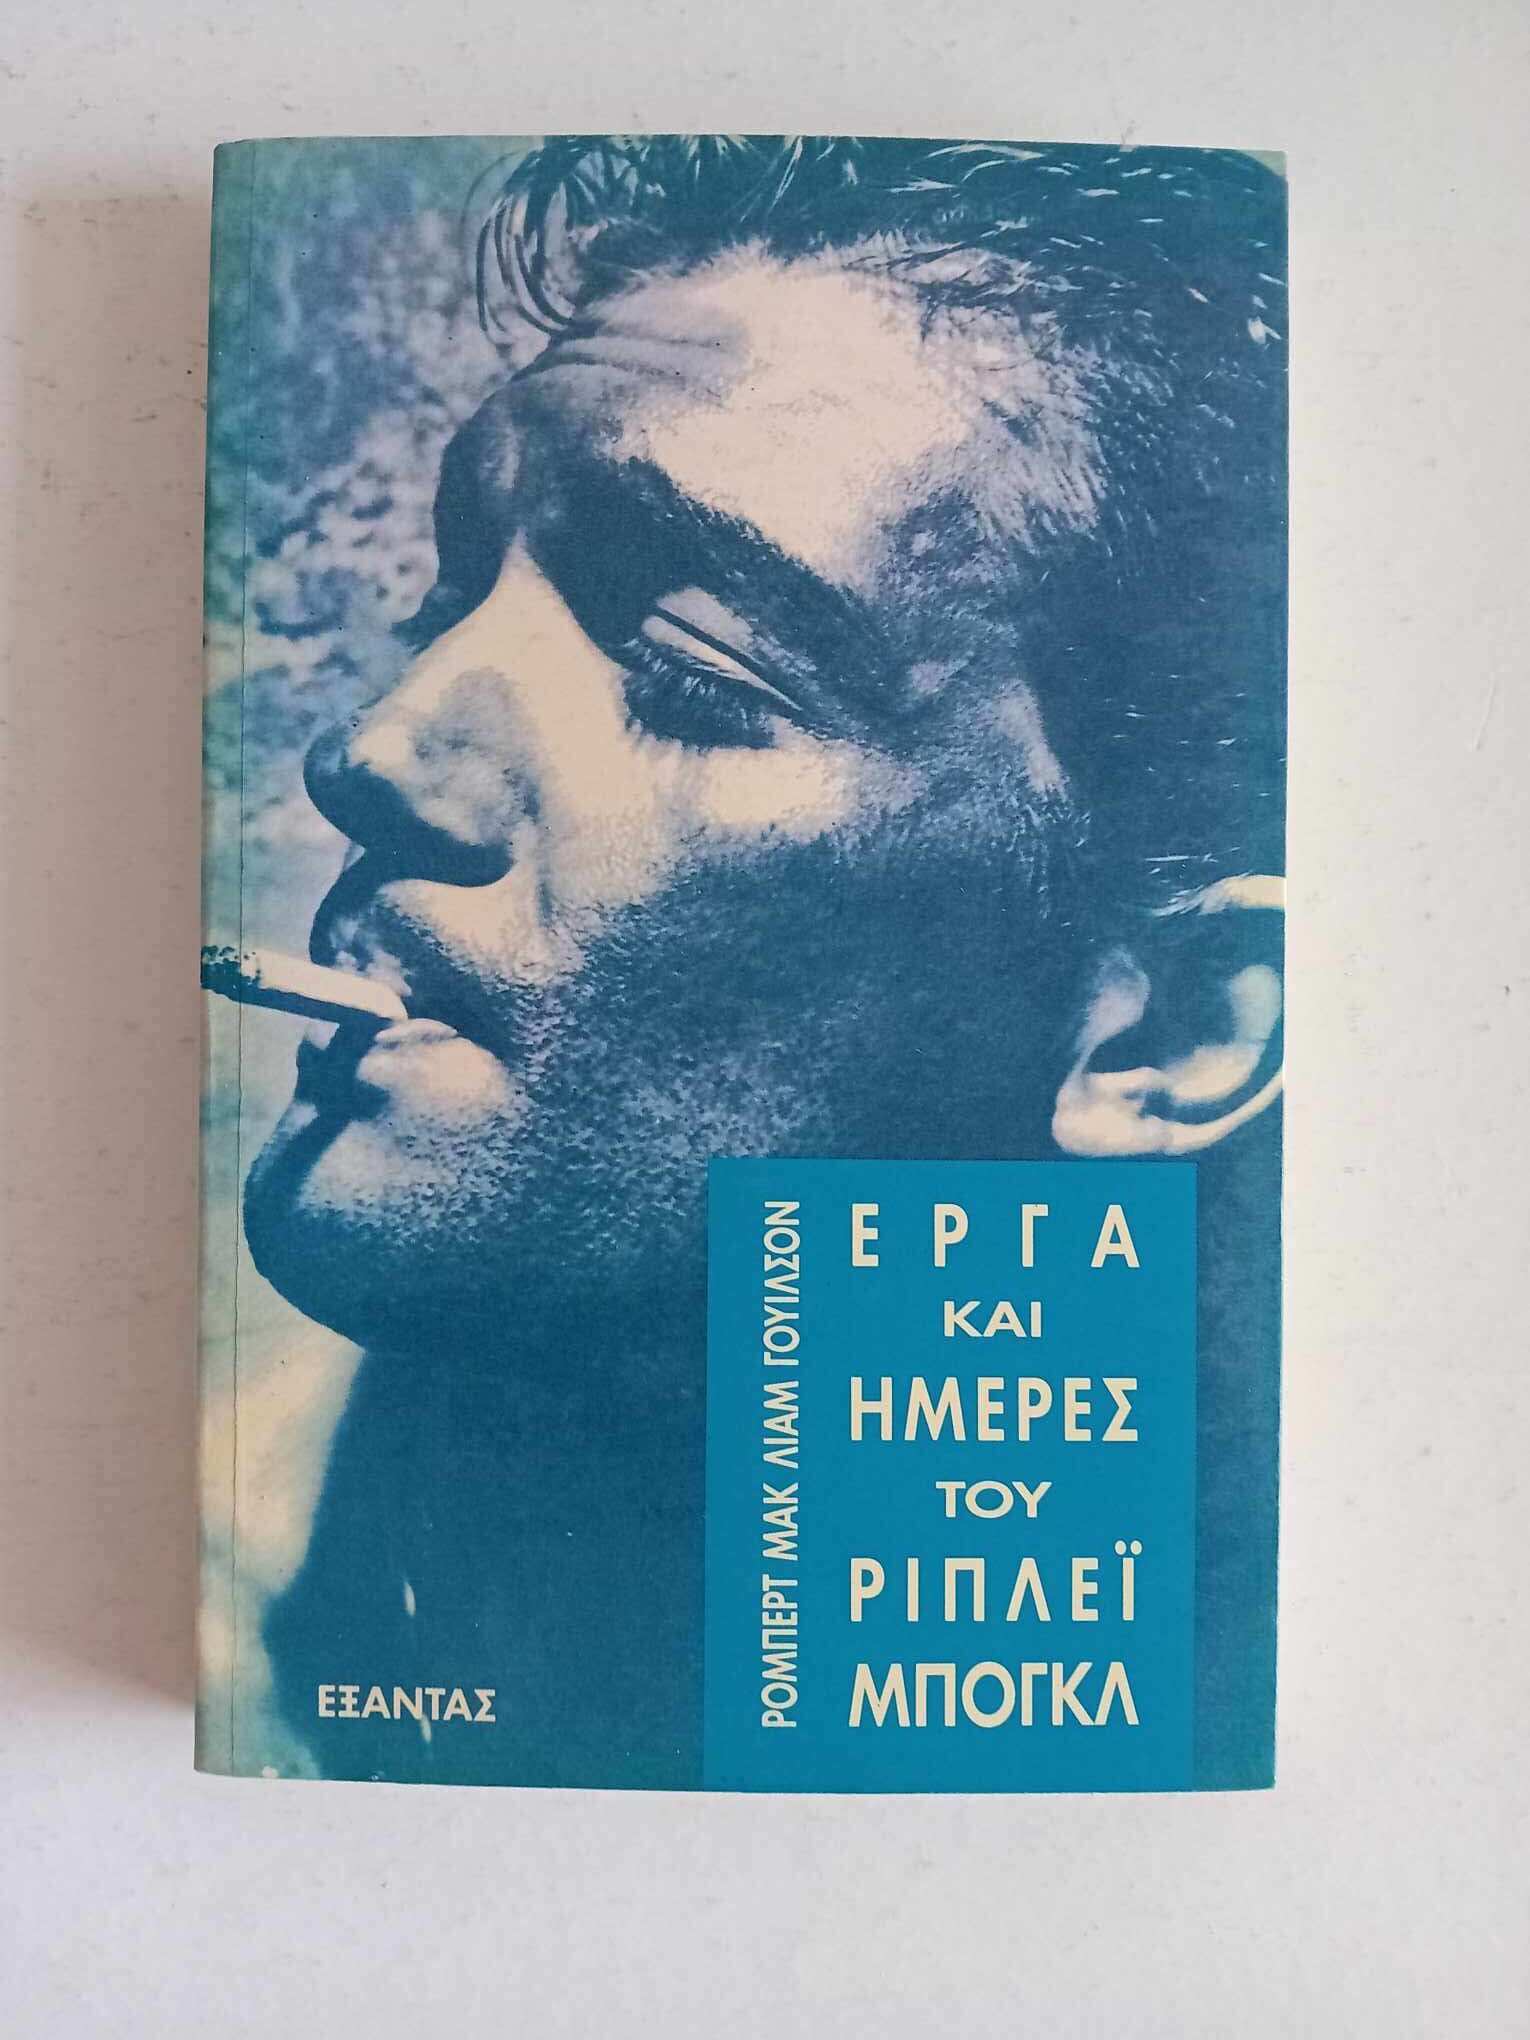 ΡΟΜΠΕΡΤ ΜΑΚ ΛΙΑΜ ΓΟΥΙΛΣΟΝ
ΕΡΓΑ
ΚΑΙ
ΗΜΕΡΕΣ
ΤΟΥ
ΡΙΠΛΕΪ
ΜΠΟΓΚΛ
ΕΞΑΝΤΑΣ